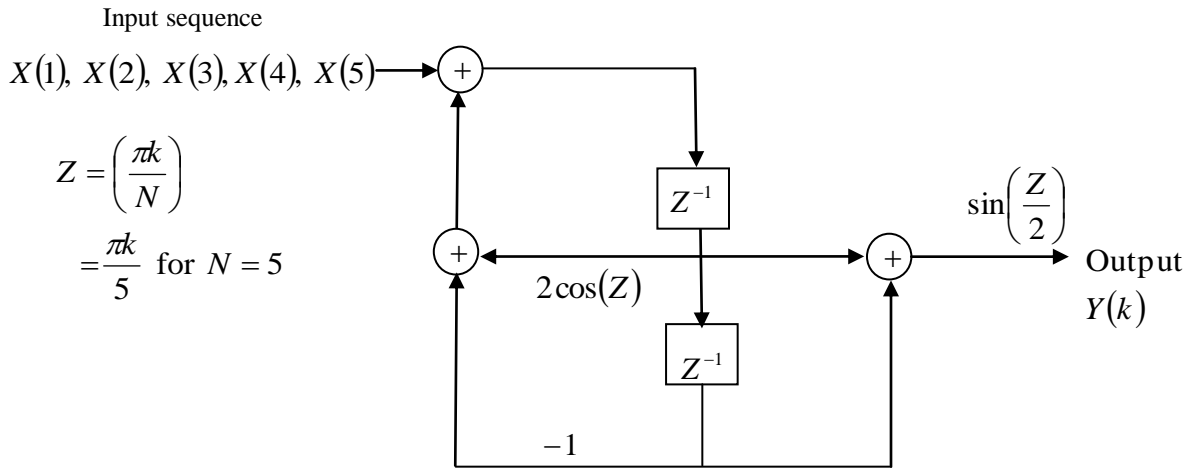 Input sequence
X(1), X(2), X(3), X(4), X(5)
+
Z = (πk/N)
= πk/5 for N = 5
Z⁻¹
sin(Z/2)
+
2cos(Z)
+
Output
Y(k)
Z⁻¹
−1